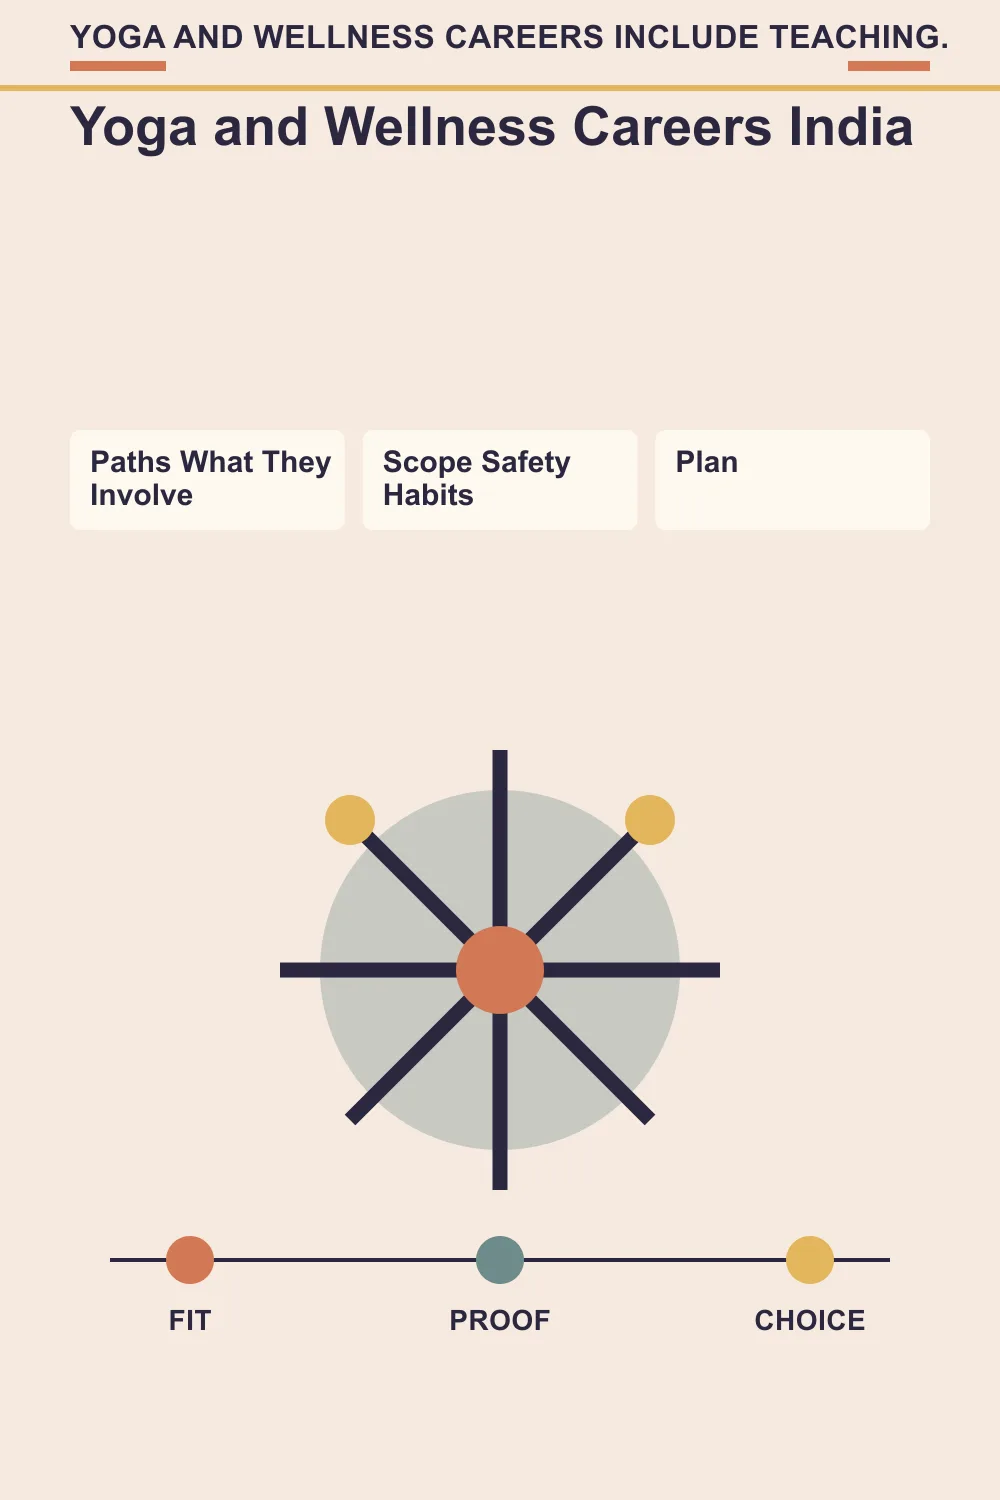 YOGA AND WELLNESS CAREERS INCLUDE TEACHING.
Yoga and Wellness Careers India
Paths What They
Involve
Scope Safety
Habits
Plan
FIT
PROOF
CHOICE